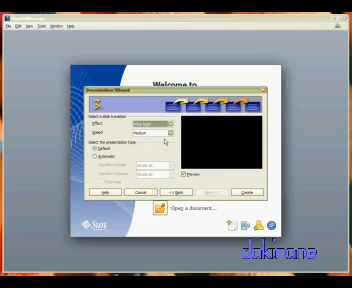 File Edit View Tools Window Help
Welcome to
Presentation Wizard
3.
Select a slide transition
Effect
Speed
Medium
Select the presentation type
Default
Automatic
Preview
Help
Cancel
<< Back
Create
Open a document...
Sun